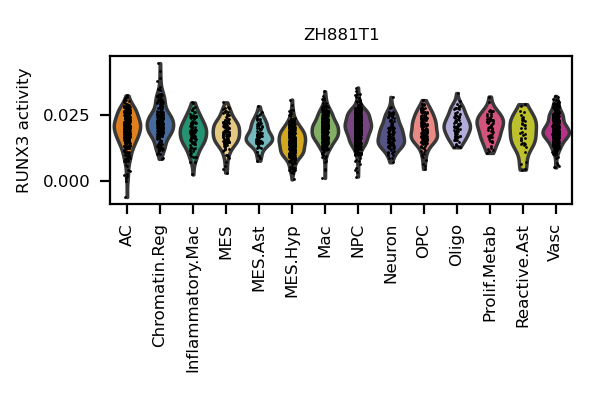 ZH881T1
RUNX3 activity
0.025
0.000
AC
Chromatin.Reg
Inflammatory.Mac
MES
MES.Ast
MES.Hyp
Mac
NPC
Neuron
OPC
Oligo
Prolif.Metab
Reactive.Ast
Vasc